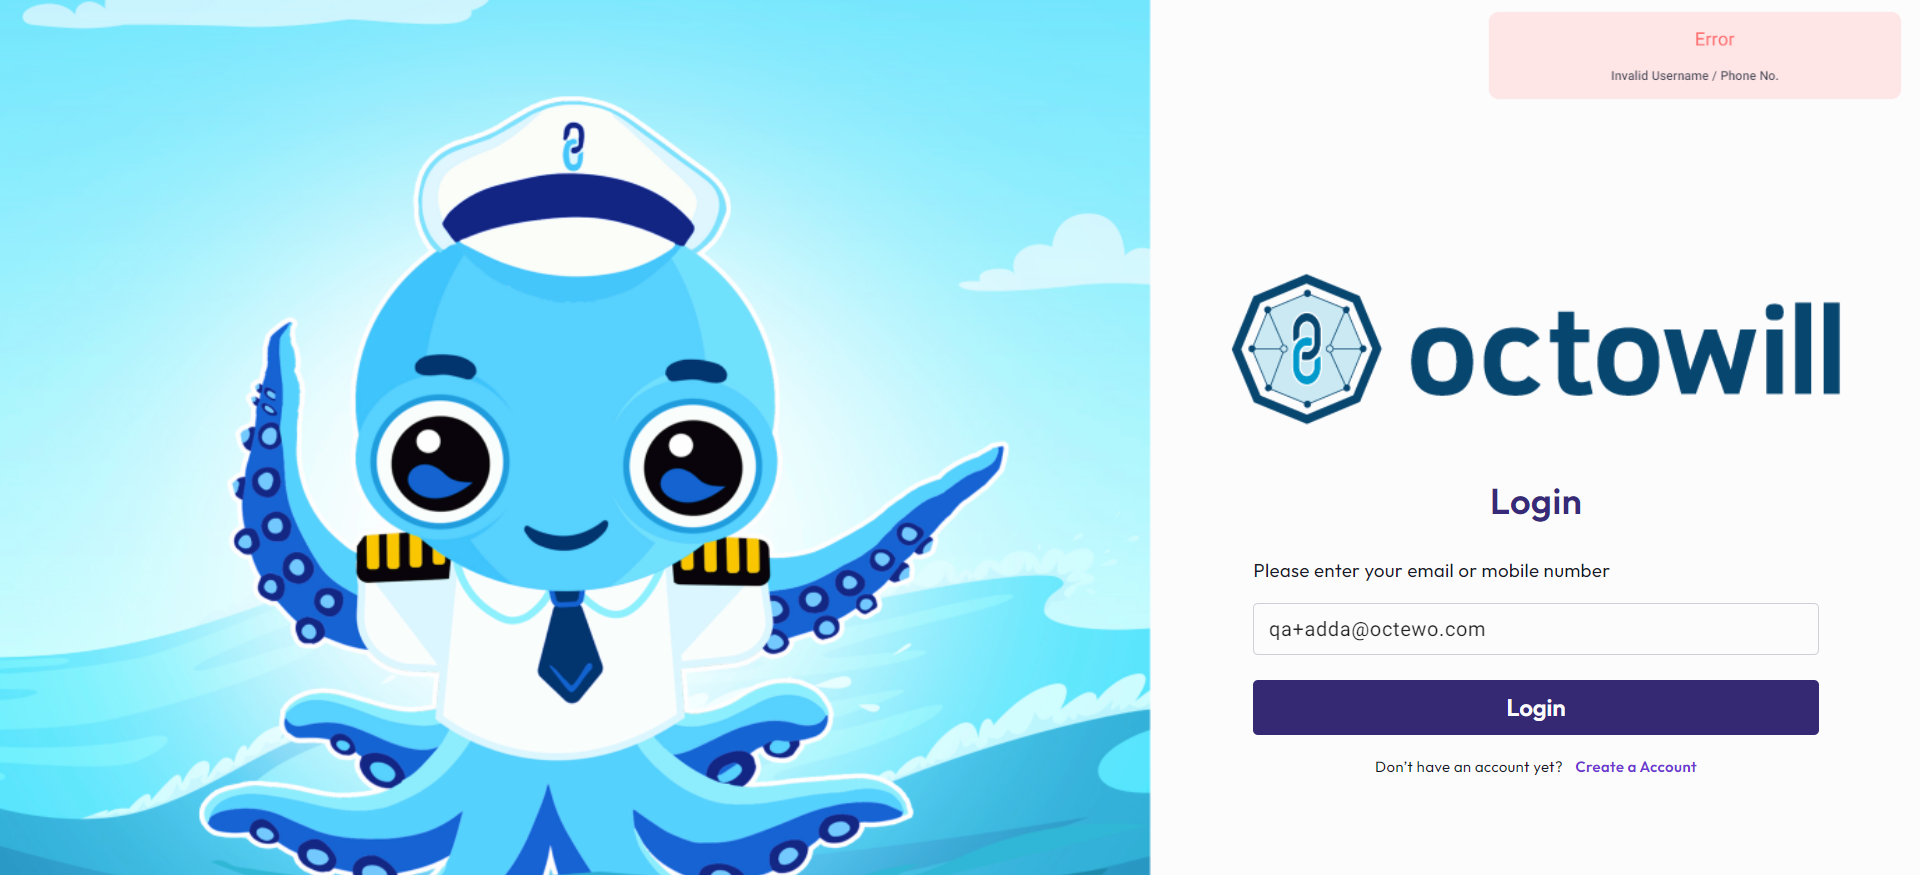 Error
Invalid Username / Phone No.
octowill
Login
Please enter your email or mobile number
qa+adda@octewo.com
Login
Don't have an account yet? Create a Account